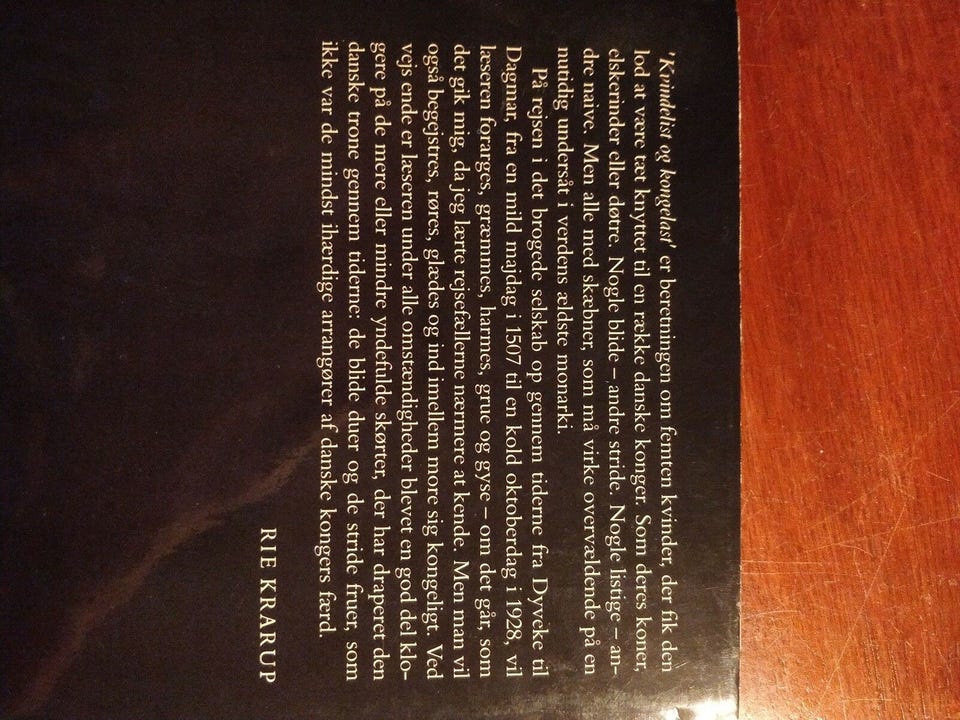 'Kvindelist og kongelast' er beretningen om femten kvinder, der fik den
lod at være tæt knyttet til en række danske konger. Som deres koner,
elskerinder eller døtre. Nogle blide – andre stride. Nogle listige – an-
dre naive. Men alle med skæbner, som må virke overvældende på en
nutidig undersåt i verdens ældste monarki.
På rejsen i det brogede selskab op gennem tiderne fra Dyveke til
Dagmar, fra en mild majdag i 1507 til en kold oktoberdag i 1928, vil
læseren forarges, græmmes, harmes, grue og gyse – om det går, som
det gik mig, da jeg lærte rejsefællerne nærmere at kende. Men man vil
også begejstres, røres, glædes og ind imellem more sig kongeligt. Ved
vejs ende er læseren under alle omstændigheder blevet en god del klo-
gere på de mere eller mindre yndefulde skørter, der har draperet den
danske trone gennem tiderne: de blide duer og de stride fruer, som
ikke var de mindst ihærdige arrangører af danske kongers færd.
RIE KRARUP